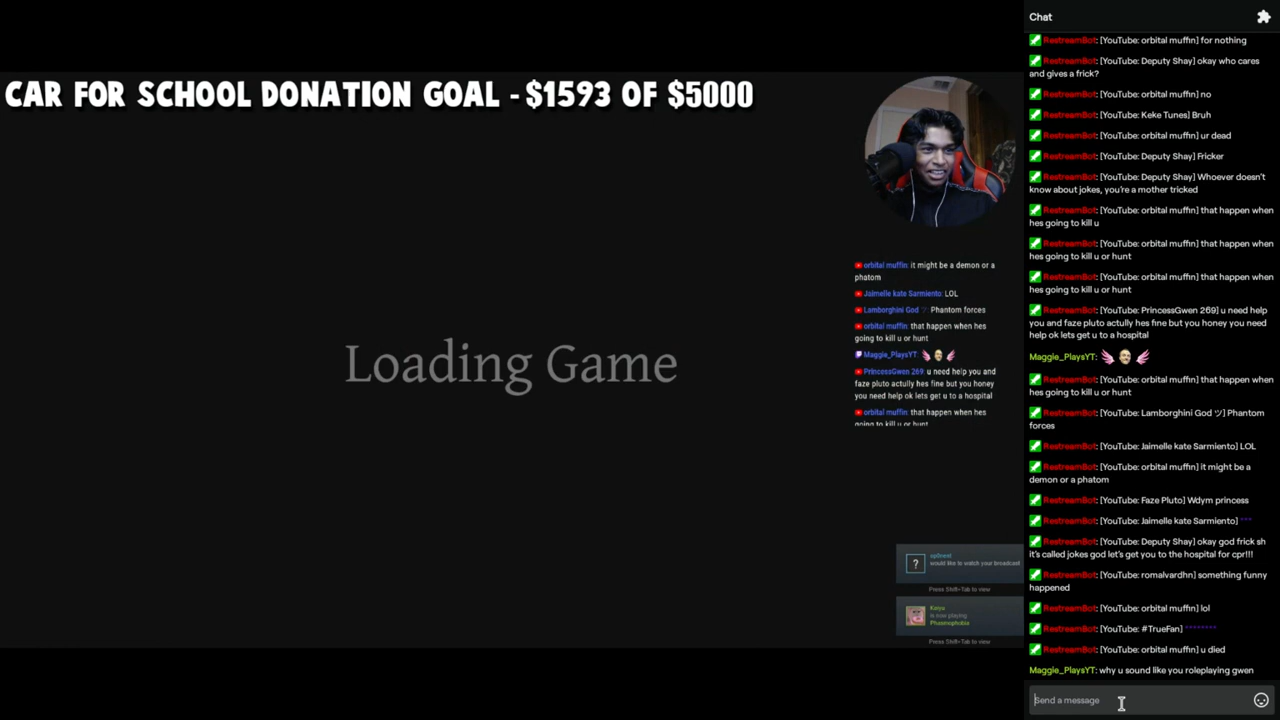 CAR FOR SCHOOL DONATION GOAL - $1593 OF $5000
Loading Game
orbital muffin it might be a demon or a
phatom
Jaimelle kate Sarmiento: LOL
Lamborghini God ツ Phantom forces
orbital muffin that happen when hes
going to kill u or hunt
Maggie_PlaysYT:
PrincessGwen 269 u need help you and
faze pluto actully hes fine but you honey
you need help ok lets get u to a hospital
orbital muffin that happen when hes
going to kill u or hunt
would like to watch your broadcast
Press Shift+Tab to view
Keiyu
is now playing
Phasmophobia
Press Shift+Tab to view
Chat
RestreamBot: [YouTube: orbital muffin] for nothing
RestreamBot: [YouTube: Deputy Shay] okay who cares
and gives a frick?
RestreamBot: [YouTube: orbital muffin] no
RestreamBot: [YouTube: Keke Tunes] Bruh
RestreamBot: [YouTube: orbital muffin] ur dead
RestreamBot: [YouTube: Deputy Shay] Fricker
RestreamBot: [YouTube: Deputy Shay] Whoever doesn't
know about jokes, you're a mother tricked
RestreamBot: [YouTube: orbital muffin] that happen when
hes going to kill u
RestreamBot: [YouTube: orbital muffin] that happen when
hes going to kill u or hunt
RestreamBot: [YouTube: orbital muffin] that happen when
hes going to kill u or hunt
RestreamBot: [YouTube: PrincessGwen 269] u need help
you and faze pluto actully hes fine but you honey you need
help ok lets get u to a hospital
Maggie_PlaysYT:
RestreamBot: [YouTube: orbital muffin] that happen when
hes going to kill u or hunt
RestreamBot: [YouTube: Lamborghini God ツ] Phantom
forces
RestreamBot: [YouTube: Jaimelle kate Sarmiento] LOL
RestreamBot: [YouTube: orbital muffin] it might be a
demon or a phatom
RestreamBot: [YouTube: Faze Pluto] Wdym princess
RestreamBot: [YouTube: Jaimelle kate Sarmiento] ***
RestreamBot: [YouTube: Deputy Shay] okay god frick sh
it's called jokes god let's get you to the hospital for cpr!!!
RestreamBot: [YouTube: romalvardhn] something funny
happened
RestreamBot: [YouTube: orbital muffin] lol
RestreamBot: [YouTube: #TrueFan] ********
RestreamBot: [YouTube: orbital muffin] u died
Maggie_PlaysYT: why u sound like you roleplaying gwen
Send a message